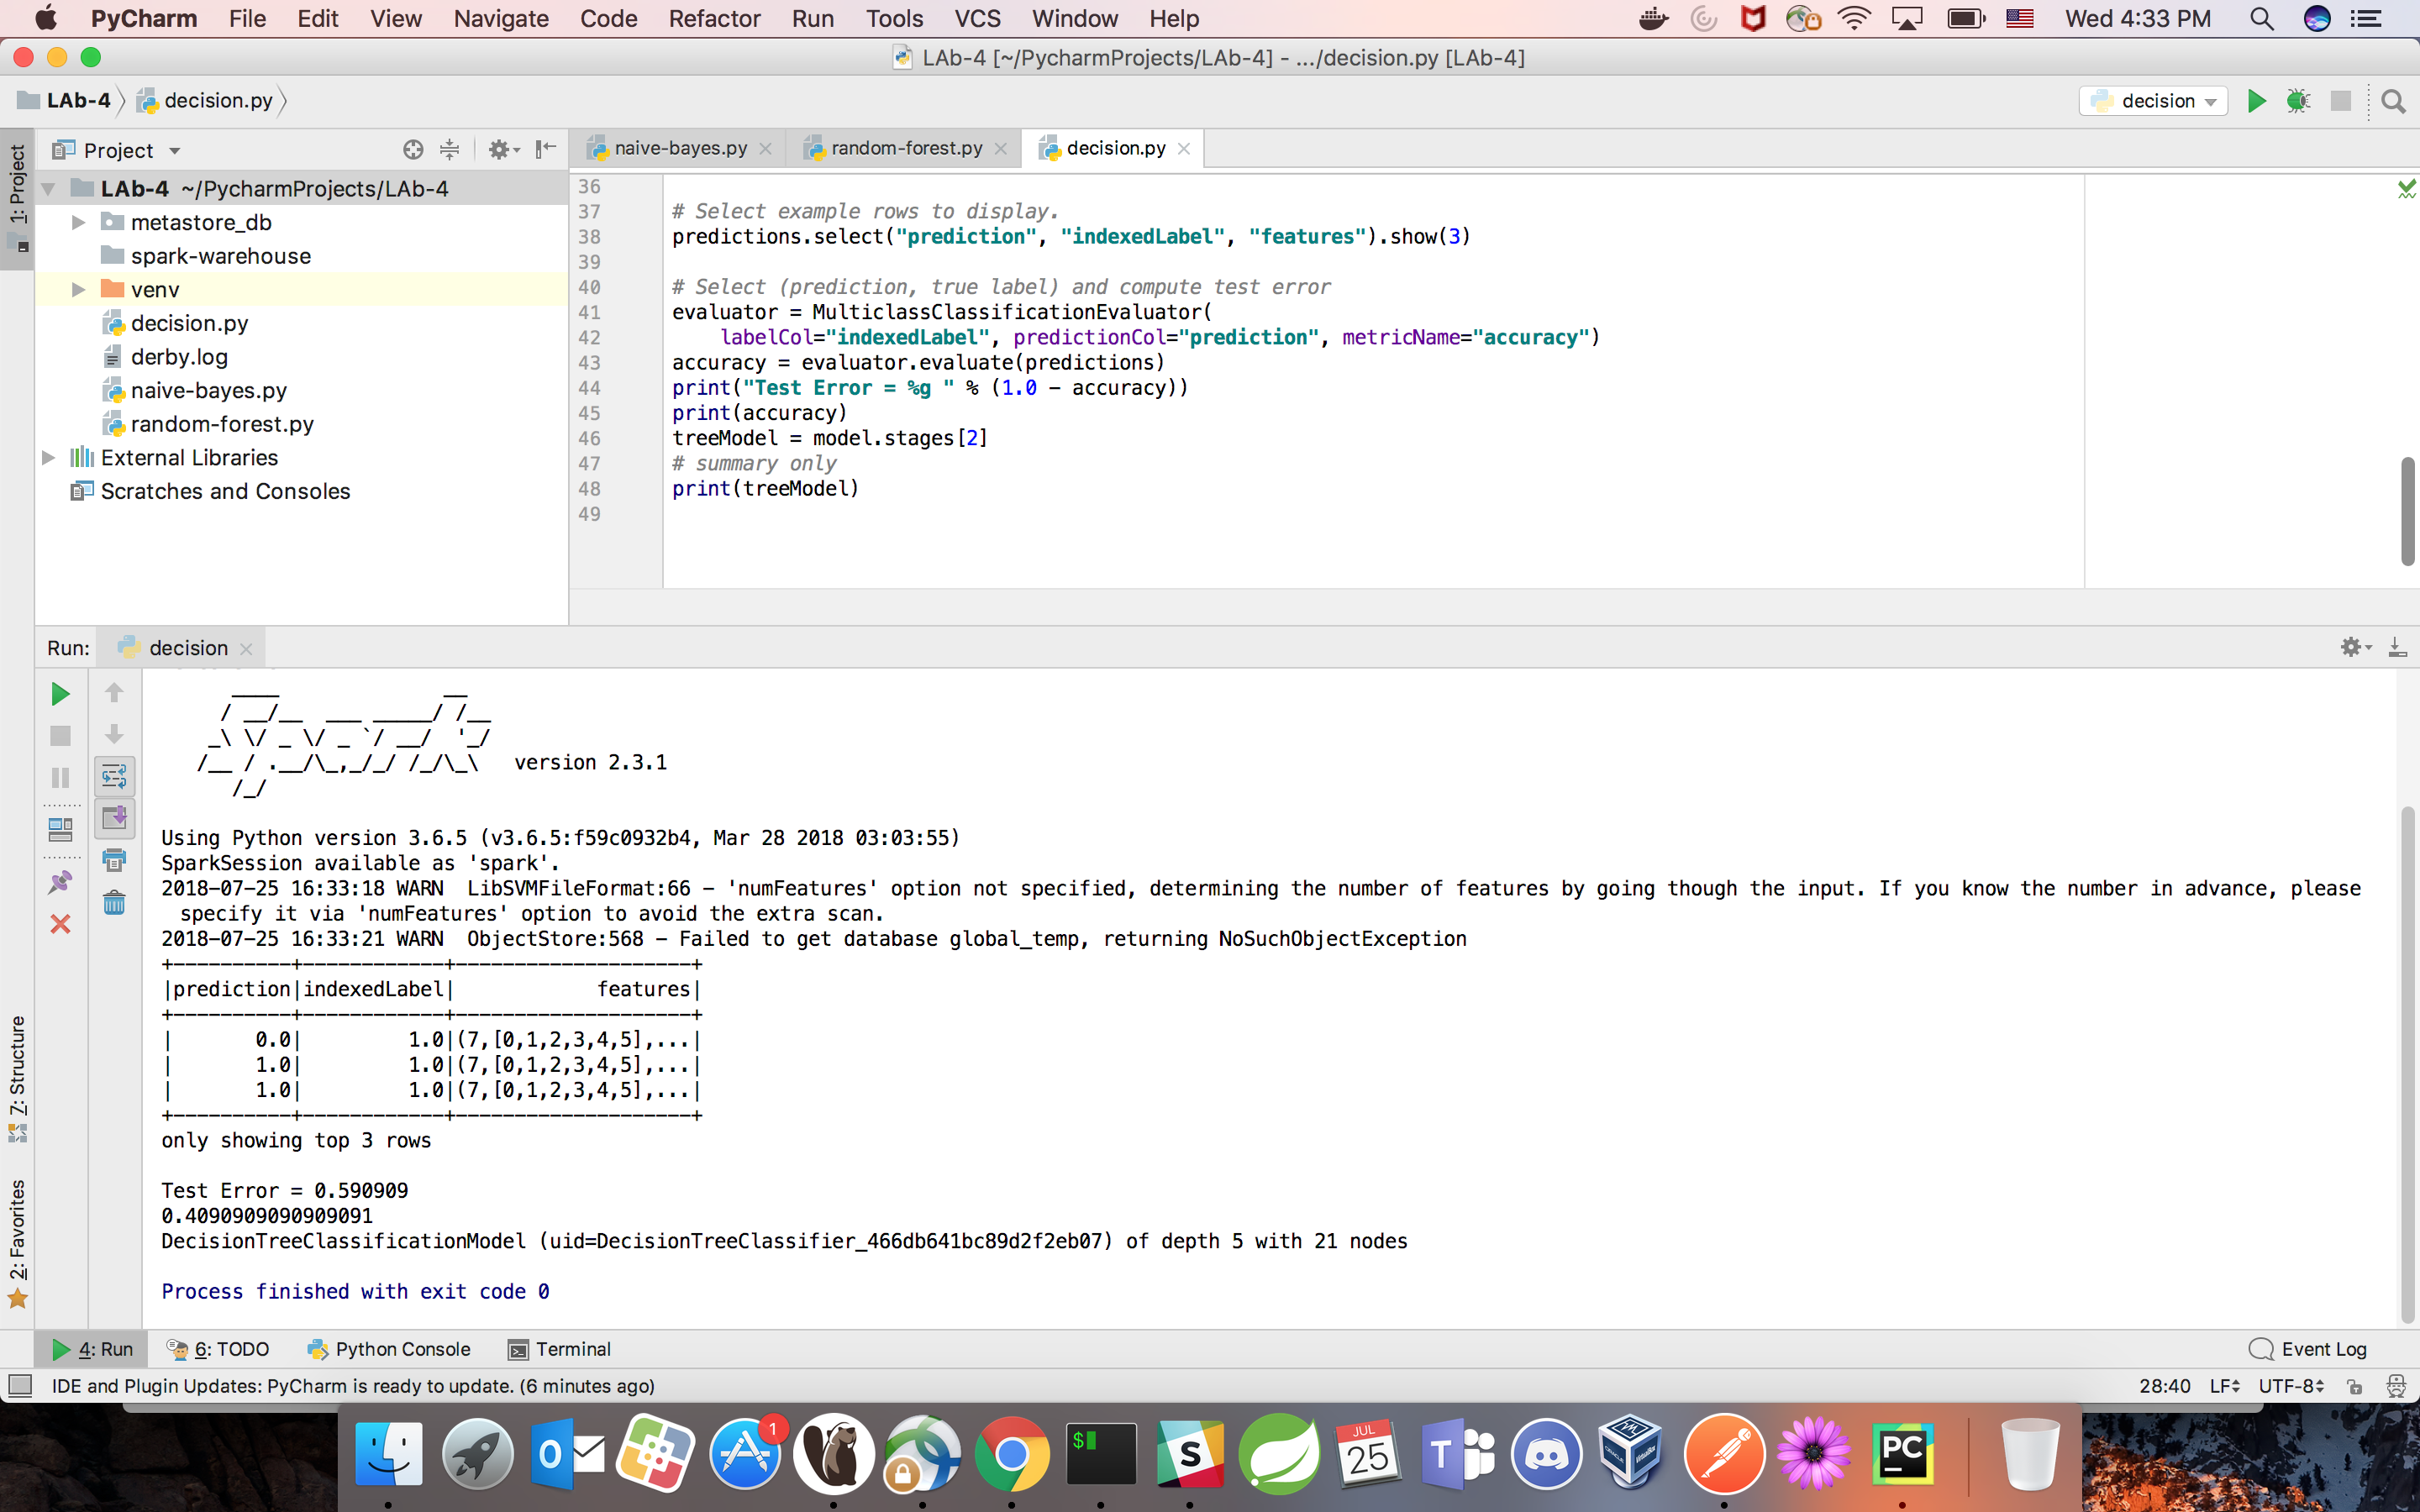 PyCharm File Edit View Navigate Code Refactor Run Tools VCS Window Help Wed 4:33 PM
LAb-4 [~/PycharmProjects/LAb-4] - .../decision.py [LAb-4]
LAb-4 decision.py decision
1: Project
Project
naive-bayes.py random-forest.py decision.py
LAb-4 ~/PycharmProjects/LAb-4
metastore_db
spark-warehouse
venv
decision.py
derby.log
naive-bayes.py
random-forest.py
External Libraries
Scratches and Consoles
36
37 # Select example rows to display.
38 predictions.select("prediction", "indexedLabel", "features").show(3)
39
40 # Select (prediction, true label) and compute test error
41 evaluator = MulticlassClassificationEvaluator(
42     labelCol="indexedLabel", predictionCol="prediction", metricName="accuracy")
43 accuracy = evaluator.evaluate(predictions)
44 print("Test Error = %g " % (1.0 - accuracy))
45 print(accuracy)
46 treeModel = model.stages[2]
47 # summary only
48 print(treeModel)
49
Run: decision
      ____              __
     / __/__  ___ _____/ /__
    _\ \/ _ \/ _ `/ __/  '_/
   /__ / .__/\_,_/_/ /_/\_\   version 2.3.1
      /_/
Using Python version 3.6.5 (v3.6.5:f59c0932b4, Mar 28 2018 03:03:55)
SparkSession available as 'spark'.
2018-07-25 16:33:18 WARN  LibSVMFileFormat:66 - 'numFeatures' option not specified, determining the number of features by going though the input. If you know the number in advance, please
specify it via 'numFeatures' option to avoid the extra scan.
2018-07-25 16:33:21 WARN  ObjectStore:568 - Failed to get database global_temp, returning NoSuchObjectException
+----------+------------+--------------------+
|prediction|indexedLabel|            features|
+----------+------------+--------------------+
|       0.0|         1.0|(7,[0,1,2,3,4,5],...|
|       1.0|         1.0|(7,[0,1,2,3,4,5],...|
|       1.0|         1.0|(7,[0,1,2,3,4,5],...|
+----------+------------+--------------------+
only showing top 3 rows
Test Error = 0.590909
0.4090909090909091
DecisionTreeClassificationModel (uid=DecisionTreeClassifier_466db641bc89d2f2eb07) of depth 5 with 21 nodes
Process finished with exit code 0
7: Structure
2: Favorites
4: Run 6: TODO Python Console Terminal Event Log
IDE and Plugin Updates: PyCharm is ready to update. (6 minutes ago) 28:40 LF UTF-8
1
O
$
S
JUL
25
T
PC